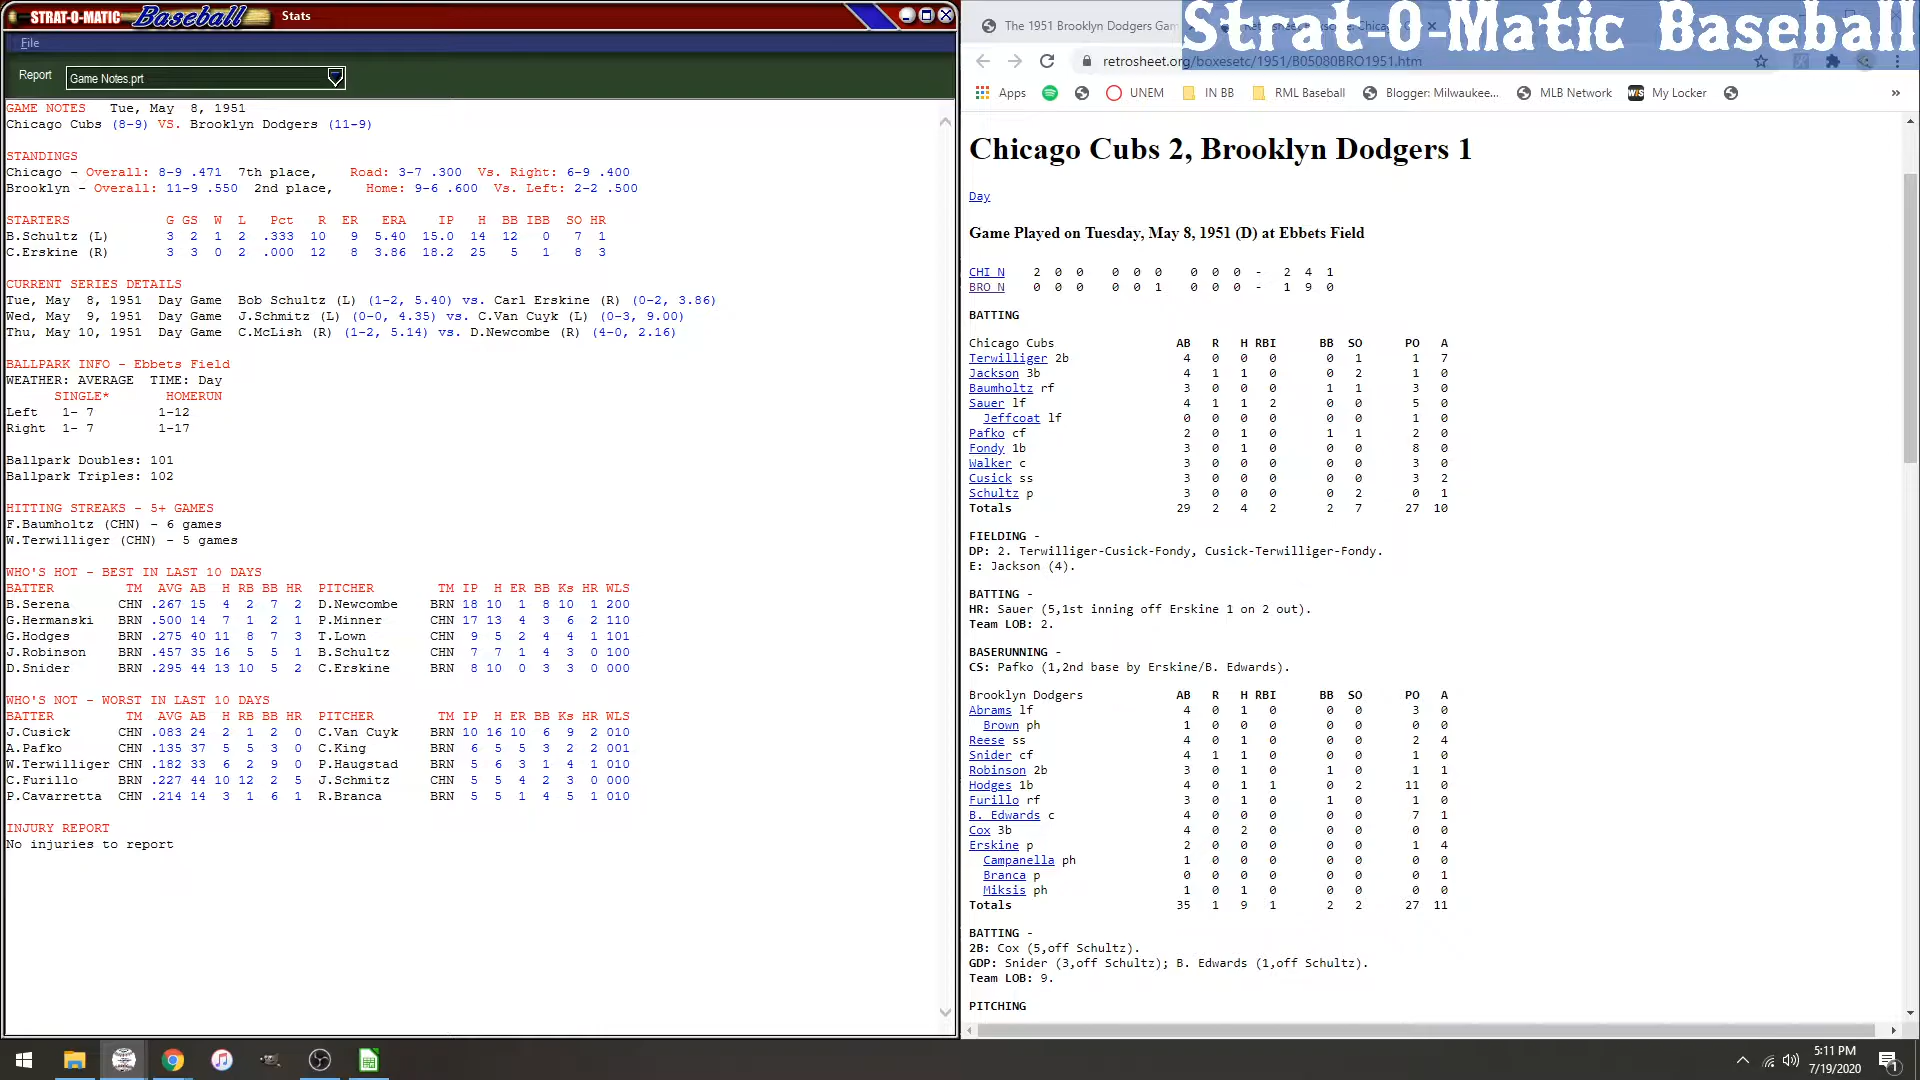 STRAT-O-MATIC Baseball Stats
File
Report Game Notes.prt
GAME NOTES Tue, May 8, 1951
Chicago Cubs (8-9) VS. Brooklyn Dodgers (11-9)
STANDINGS
Chicago - Overall: 8-9 .471 7th place, Road: 3-7 .300 Vs. Right: 6-9 .400
Brooklyn - Overall: 11-9 .550 2nd place, Home: 9-6 .600 Vs. Left: 2-2 .500
STARTERS G GS W L Pct R ER ERA IP H BB IBB SO HR
B.Schultz (L) 3 2 1 2 .333 10 9 5.40 15.0 14 12 0 7 1
C.Erskine (R) 3 3 0 2 .000 12 8 3.86 18.2 25 5 1 8 3
CURRENT SERIES DETAILS
Tue, May 8, 1951 Day Game Bob Schultz (L) (1-2, 5.40) vs. Carl Erskine (R) (0-2, 3.86)
Wed, May 9, 1951 Day Game J.Schmitz (L) (0-0, 4.35) vs. C.Van Cuyk (L) (0-3, 9.00)
Thu, May 10, 1951 Day Game C.McLish (R) (1-2, 5.14) vs. D.Newcombe (R) (4-0, 2.16)
BALLPARK INFO - Ebbets Field
WEATHER: AVERAGE TIME: Day
SINGLE* HOMERUN
Left 1- 7 1-12
Right 1- 7 1-17
Ballpark Doubles: 101
Ballpark Triples: 102
HITTING STREAKS - 5+ GAMES
F.Baumholtz (CHN) - 6 games
W.Terwilliger (CHN) - 5 games
WHO'S HOT - BEST IN LAST 10 DAYS
BATTER TM AVG AB H RB BB HR PITCHER TM IP H ER BB Ks HR WLS
B.Serena CHN .267 15 4 2 7 2 D.Newcombe BRN 18 10 1 8 10 1 200
G.Hermanski BRN .500 14 7 1 2 1 P.Minner CHN 17 13 4 3 6 2 110
G.Hodges BRN .275 40 11 8 7 3 T.Lown CHN 9 5 2 4 4 1 101
J.Robinson BRN .457 35 16 5 5 1 B.Schultz CHN 7 7 1 4 3 0 100
D.Snider BRN .295 44 13 10 5 2 C.Erskine BRN 8 10 0 3 3 0 000
WHO'S NOT - WORST IN LAST 10 DAYS
BATTER TM AVG AB H RB BB HR PITCHER TM IP H ER BB Ks HR WLS
J.Cusick CHN .083 24 2 1 2 0 C.Van Cuyk BRN 10 16 10 6 9 2 010
A.Pafko CHN .135 37 5 5 3 0 C.King BRN 6 5 5 3 2 2 001
W.Terwilliger CHN .182 33 6 2 9 0 P.Haugstad BRN 5 6 3 1 4 1 010
C.Furillo BRN .227 44 10 12 2 5 J.Schmitz CHN 5 5 4 2 3 0 000
P.Cavarretta CHN .214 14 3 1 6 1 R.Branca BRN 5 5 1 4 5 1 010
INJURY REPORT
No injuries to report
The 1951 Brooklyn Dodgers Gam
Strat-O-Matic Baseball
retrosheet.org/boxesetc/1951/B05080BRO1951.htm
Apps UNEM IN BB RML Baseball Blogger: Milwaukee... MLB Network My Locker »
Chicago Cubs 2, Brooklyn Dodgers 1
Day
Game Played on Tuesday, May 8, 1951 (D) at Ebbets Field
CHI N 2 0 0 0 0 0 0 0 0 - 2 4 1
BRO N 0 0 0 0 0 1 0 0 0 - 1 9 0
BATTING
Chicago Cubs AB R H RBI BB SO PO A
Terwilliger 2b 4 0 0 0 0 1 1 7
Jackson 3b 4 1 1 0 0 2 1 0
Baumholtz rf 3 0 0 0 1 1 3 0
Sauer lf 4 1 1 2 0 0 5 0
Jeffcoat lf 0 0 0 0 0 0 1 0
Pafko cf 2 0 1 0 1 1 2 0
Fondy 1b 3 0 1 0 0 0 8 0
Walker c 3 0 0 0 0 0 3 0
Cusick ss 3 0 0 0 0 0 3 2
Schultz p 3 0 0 0 0 2 0 1
Totals 29 2 4 2 2 7 27 10
FIELDING -
DP: 2. Terwilliger-Cusick-Fondy, Cusick-Terwilliger-Fondy.
E: Jackson (4).
BATTING -
HR: Sauer (5,1st inning off Erskine 1 on 2 out).
Team LOB: 2.
BASERUNNING -
CS: Pafko (1,2nd base by Erskine/B. Edwards).
Brooklyn Dodgers AB R H RBI BB SO PO A
Abrams lf 4 0 1 0 0 0 3 0
Brown ph 1 0 0 0 0 0 0 0
Reese ss 4 0 1 0 0 0 2 4
Snider cf 4 1 1 0 0 0 1 0
Robinson 2b 3 0 1 0 1 0 1 1
Hodges 1b 4 0 1 1 0 2 11 0
Furillo rf 3 0 1 0 1 0 1 0
B. Edwards c 4 0 0 0 0 0 7 1
Cox 3b 4 0 2 0 0 0 0 0
Erskine p 2 0 0 0 0 0 1 4
Campanella ph 1 0 0 0 0 0 0 0
Branca p 0 0 0 0 0 0 0 1
Miksis ph 1 0 1 0 0 0 0 0
Totals 35 1 9 1 2 2 27 11
BATTING -
2B: Cox (5,off Schultz).
GDP: Snider (3,off Schultz); B. Edwards (1,off Schultz).
Team LOB: 9.
PITCHING
5:11 PM
7/19/2020